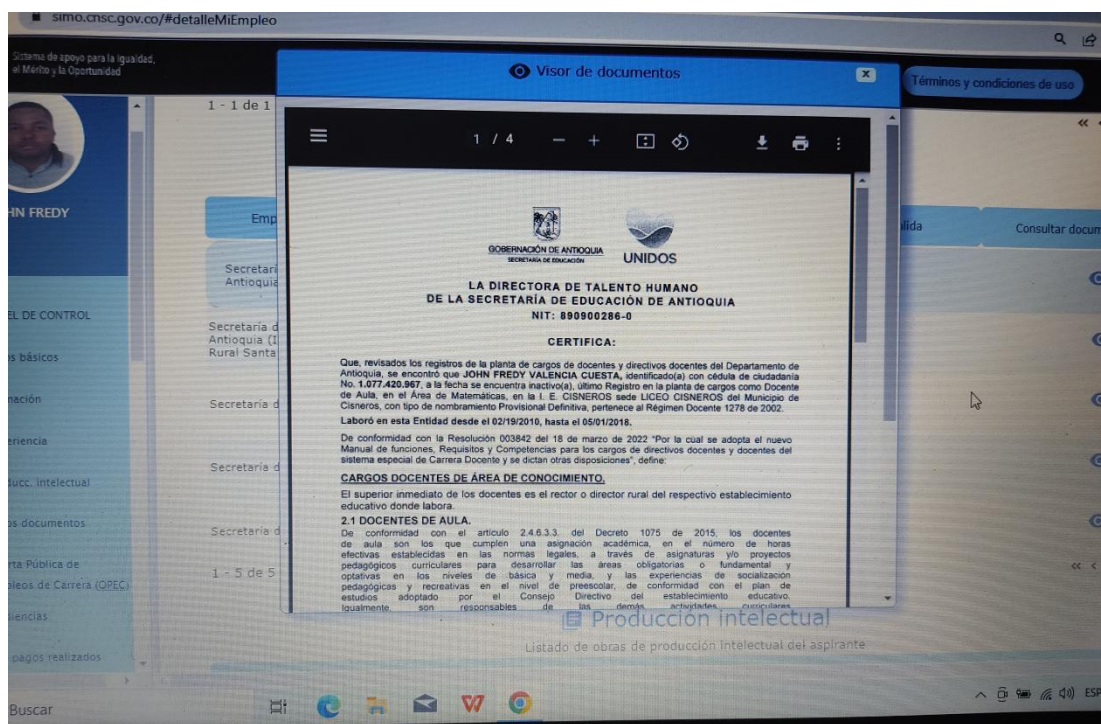 simo.cnsc.gov.co/#detalleMiEmpleo
Sistema de apoyo para la igualdad,
el Mérito y la Oportunidad
Visor de documentos
x
Términos y condiciones de uso
1 - 1 de 1
1 / 4
HN FREDY
Emp
lida
Consultar docum
GOBERNACIÓN DE ANTIOQUIA
SECRETARÍA DE EDUCACIÓN
UNIDOS
Secretarí
Antioquia
LA DIRECTORA DE TALENTO HUMANO
DE LA SECRETARÍA DE EDUCACIÓN DE ANTIOQUIA
NIT: 890900286-0
CERTIFICA:
EL DE CONTROL
Secretaría d
Antioquia (I
Rural Santa
os básicos
Que, revisados los registros de la planta de cargos de docentes y directivos docentes del Departamento de
Antioquia, se encontró que JOHN FREDY VALENCIA CUESTA, identificado(a) con cédula de ciudadanía
No. 1.077.420.967, a la fecha se encuentra inactivo(a), último Registro en la planta de cargos como Docente
de Aula, en el Área de Matemáticas, en la I. E. CISNEROS sede LICEO CISNEROS del Municipio de
Cisneros, con tipo de nombramiento Provisional Definitiva, pertenece al Régimen Docente 1278 de 2002.
Laboró en esta Entidad desde el 02/19/2010, hasta el 05/01/2018.
mación
Secretaría d
De conformidad con la Resolución 003842 del 18 de marzo de 2022 "Por la cual se adopta el nuevo
Manual de funciones, Requisitos y Competencias para los cargos de directivos docentes y docentes del
sistema especial de Carrera Docente y se dictan otras disposiciones", define:
eriencia
Secretaría d
CARGOS DOCENTES DE ÁREA DE CONOCIMIENTO.
ducc. intelectual
El superior inmediato de los docentes es el rector o director rural del respectivo establecimiento
educativo donde labora.
2.1 DOCENTES DE AULA.
De conformidad con el artículo 2.4.6.3.3. del Decreto 1075 de 2015, los docentes
de aula son los que cumplen una asignación académica, en el número de horas
efectivas establecidas en las normas legales, a través de asignaturas y/o proyectos
pedagógicos curriculares para desarrollar las áreas obligatorias o fundamental y
optativas en los niveles de básica y media, y las experiencias de socialización
pedagógicas y recreativas en el nivel de preescolar, de conformidad con el plan de
estudios adoptado por el Consejo Directivo del establecimiento educativo.
Igualmente, son responsables de las demás actividades curriculares
os documentos
Secretaría d
rta Pública de
pleos de Carrera (OPEC)
1 - 5 de 5
diencias
Producción intelectual
Listado de obras de producción intelectual del aspirante
pagos realizados
Buscar
ESP